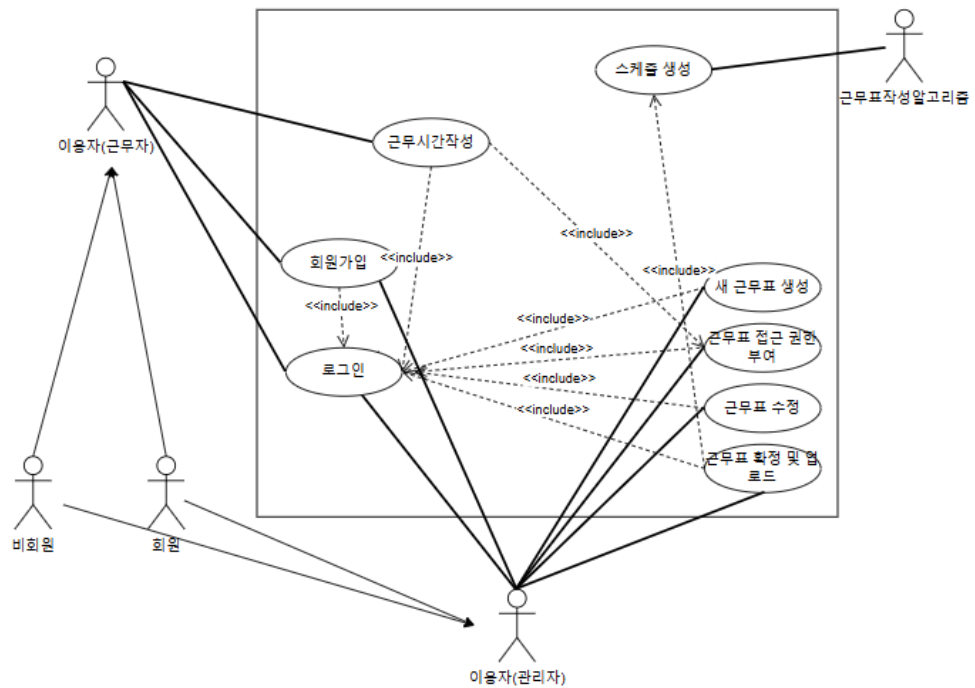 스케줄 생성
근무표작성알고리즘
이용자(근무자)
근무시간작성
<<include>>
회원가입
<<include>>
<<include>>
새 근무표 생성
<<include>>
<<include>>
근무표 접근 권한
부여
<<include>>
로그인
<<include>>
<<include>>
근무표 수정
<<include>>
근무표 확정 및 업
로드
비회원
회원
이용자(관리자)